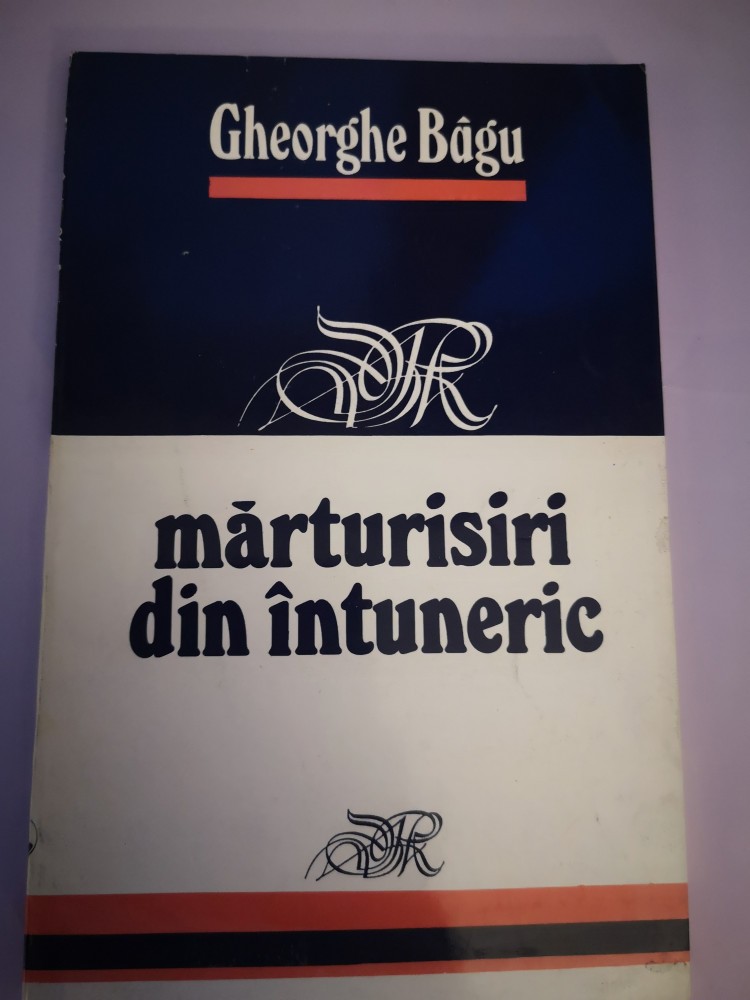 Gheorghe Bâgu
mărturisiri
din întuneric